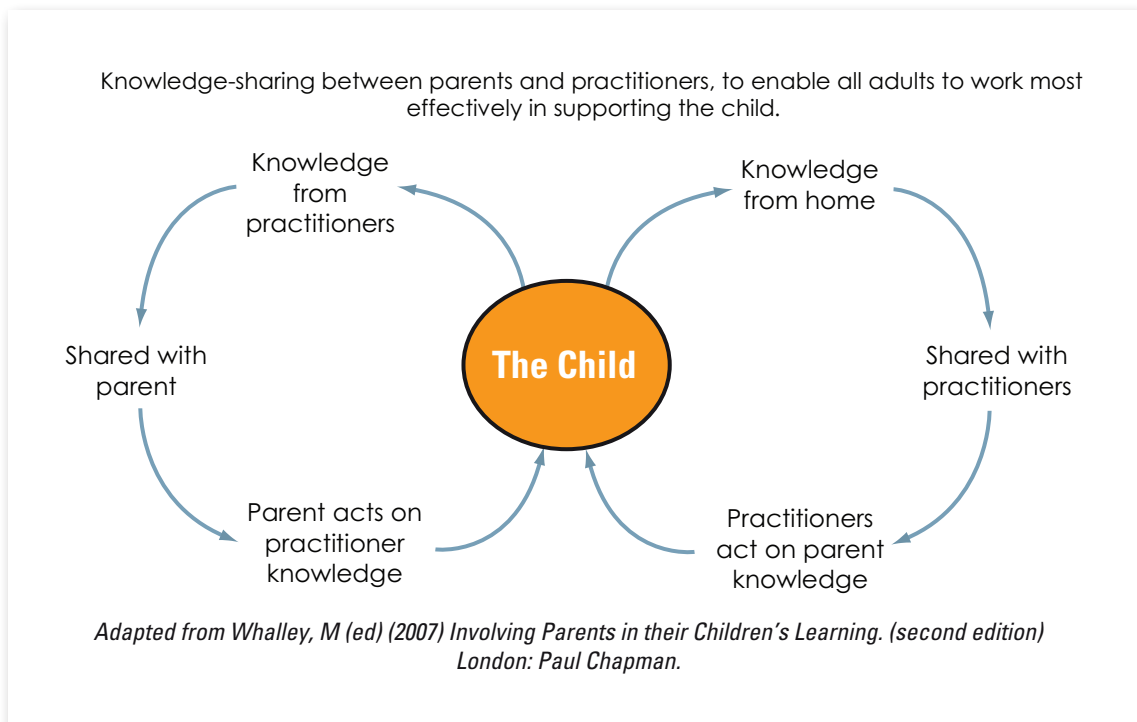 Knowledge-sharing between parents and practitioners, to enable all adults to work most
effectively in supporting the child.
Knowledge
from
practitioners
Shared with
parent
Parent acts on
practitioner
knowledge
The Child
Knowledge
from home
Shared with
practitioners
Practitioners
act on parent
knowledge
Adapted from Whalley, M (ed) (2007) Involving Parents in their Children’s Learning. (second edition)
London: Paul Chapman.